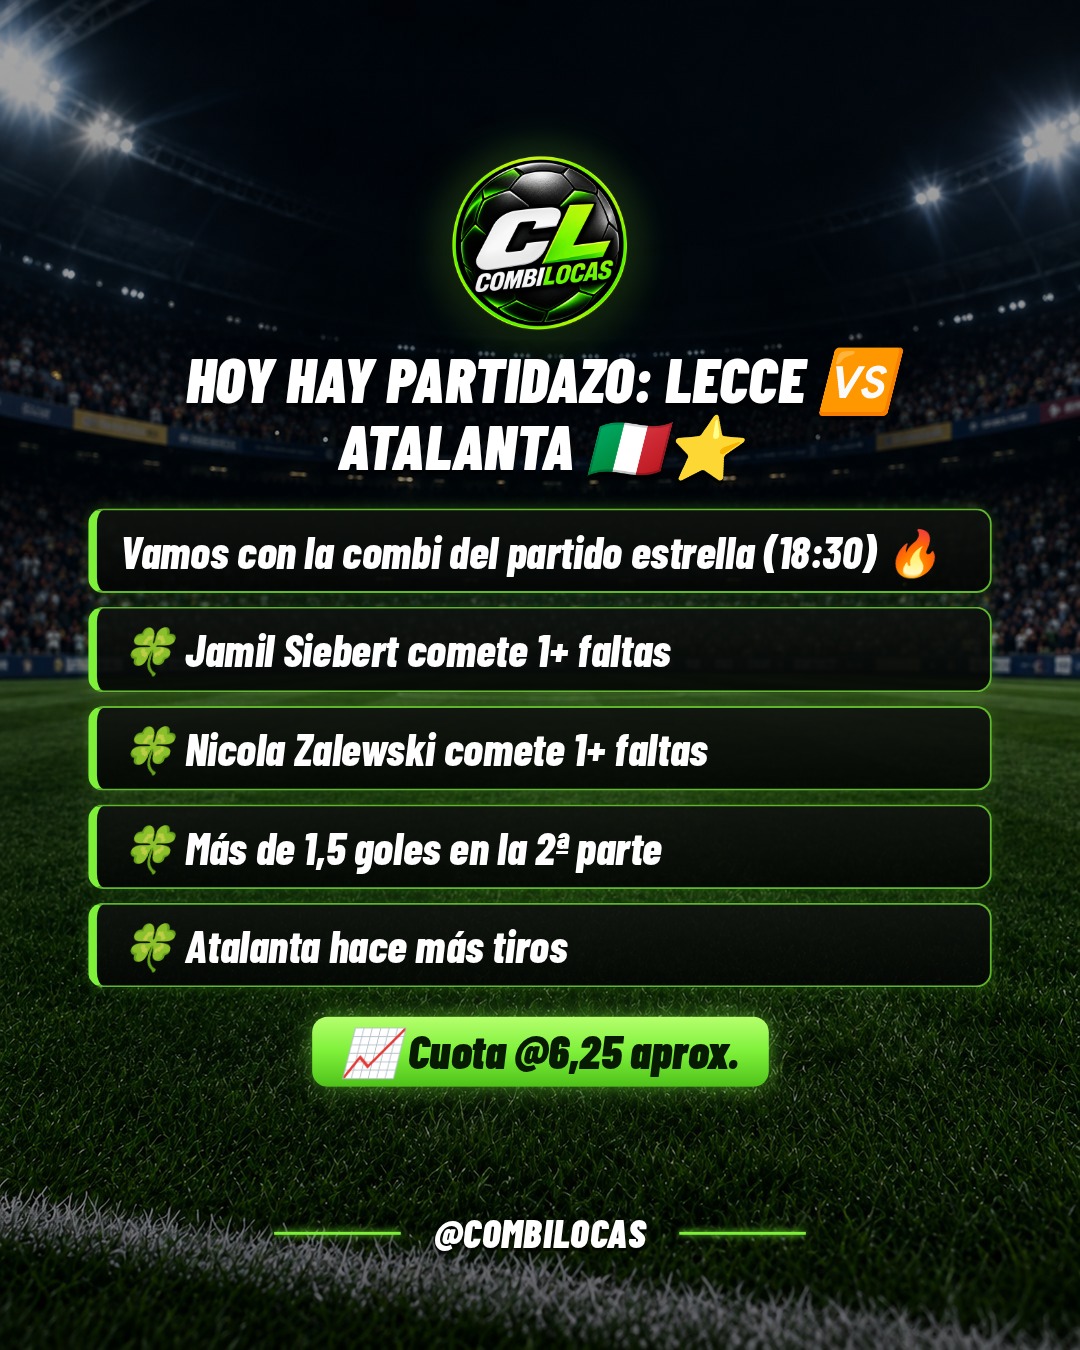 CL
COMBILOCAS
HOY HAY PARTIDAZO: LECCE 🆚
ATALANTA 🇮🇹⭐
Vamos con la combi del partido estrella (18:30) 🔥
🍀 Jamil Siebert comete 1+ faltas
🍀 Nicola Zalewski comete 1+ faltas
🍀 Más de 1,5 goles en la 2ª parte
🍀 Atalanta hace más tiros
📈 Cuota @6,25 aprox.
@COMBILOCAS